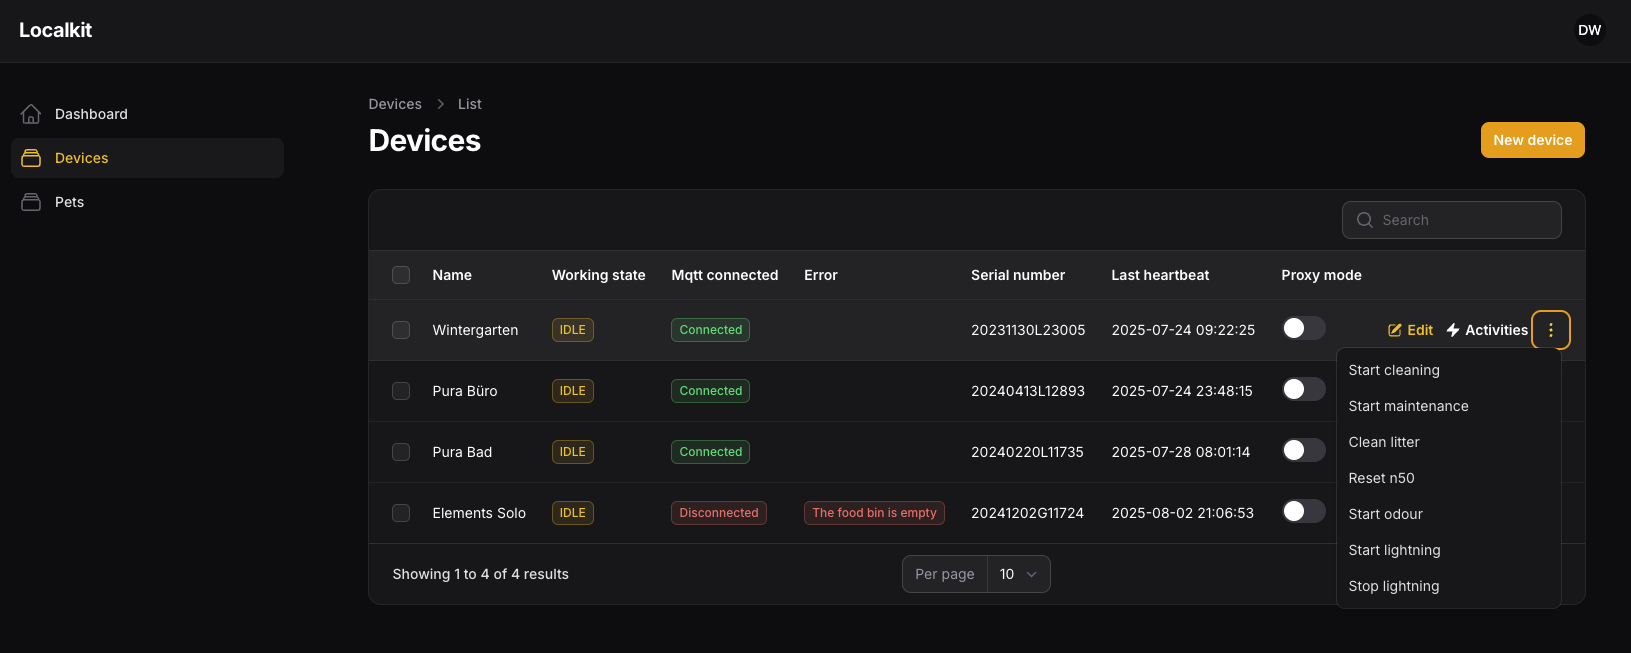 Localkit
DW
Dashboard
Devices
Pets
Devices > List
Devices
New device
Search
Name Working state Mqtt connected Error Serial number Last heartbeat Proxy mode
Wintergarten IDLE Connected 20231130L23005 2025-07-24 09:22:25 Edit Activities
Pura Büro IDLE Connected 20240413L12893 2025-07-24 23:48:15
Pura Bad IDLE Connected 20240220L11735 2025-07-28 08:01:14
Elements Solo IDLE Disconnected The food bin is empty 20241202G11724 2025-08-02 21:06:53
Start cleaning
Start maintenance
Clean litter
Reset n50
Start odour
Start lightning
Stop lightning
Showing 1 to 4 of 4 results
Per page 10